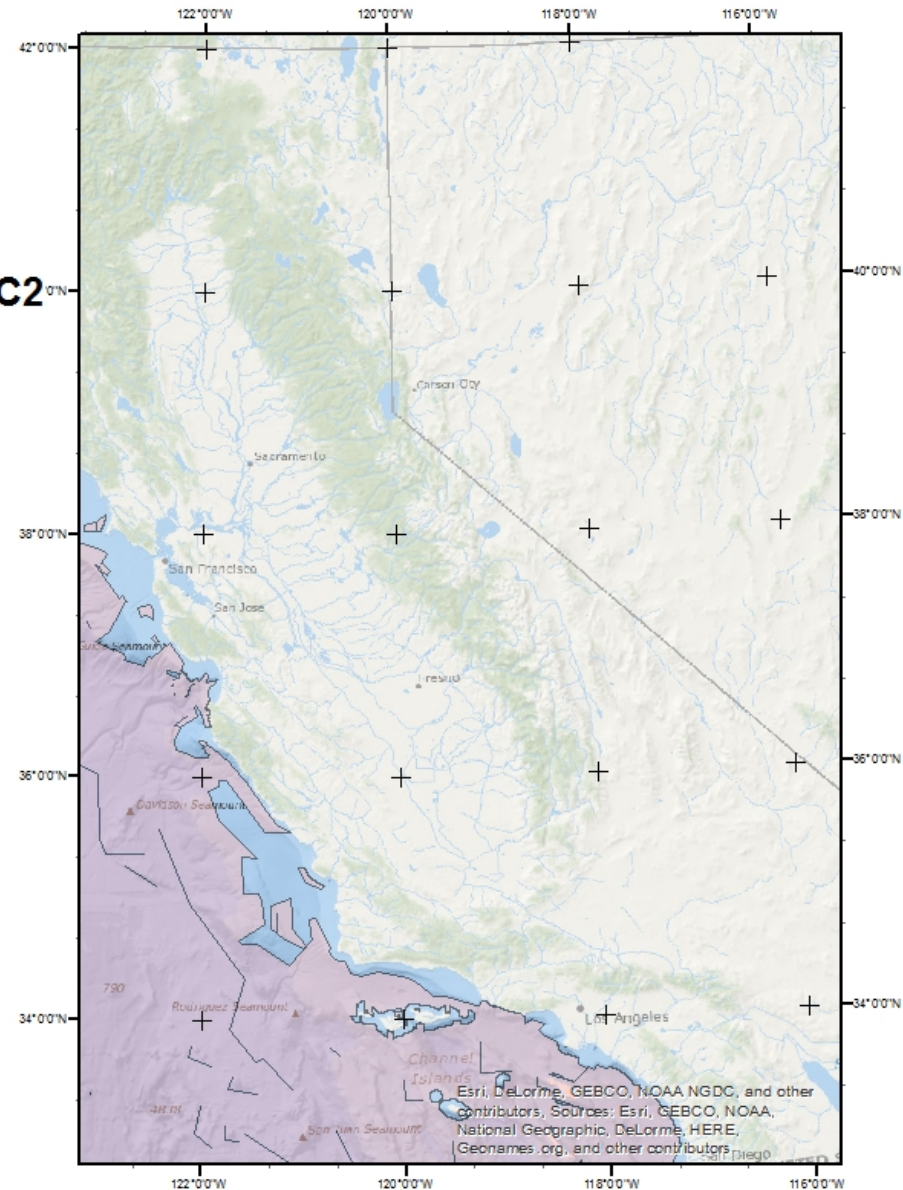 122°0'0"W 120°0'0"W 118°0'0"W 116°0'0"W
42°0'0"N
40°0'0"N
C2 0'0"N
Carson City
Sacramento
38°0'0"N 38°0'0"N
San Francisco
San Jose
Guide Seamount
Fresno
36°0'0"N 36°0'0"N
Davidson Seamount
790
Rodriguez Seamount
34°0'0"N 34°0'0"N
Los Angeles
Channel
Islands
Esri, DeLorme, GEBCO, NOAA NGDC, and other
contributors, Sources: Esri, GEBCO, NOAA,
National Geographic, DeLorme, HERE,
Geonames.org, and other contributors
San Juan Seamount
San Diego
122°0'0"W 120°0'0"W 118°0'0"W 116°0'0"W